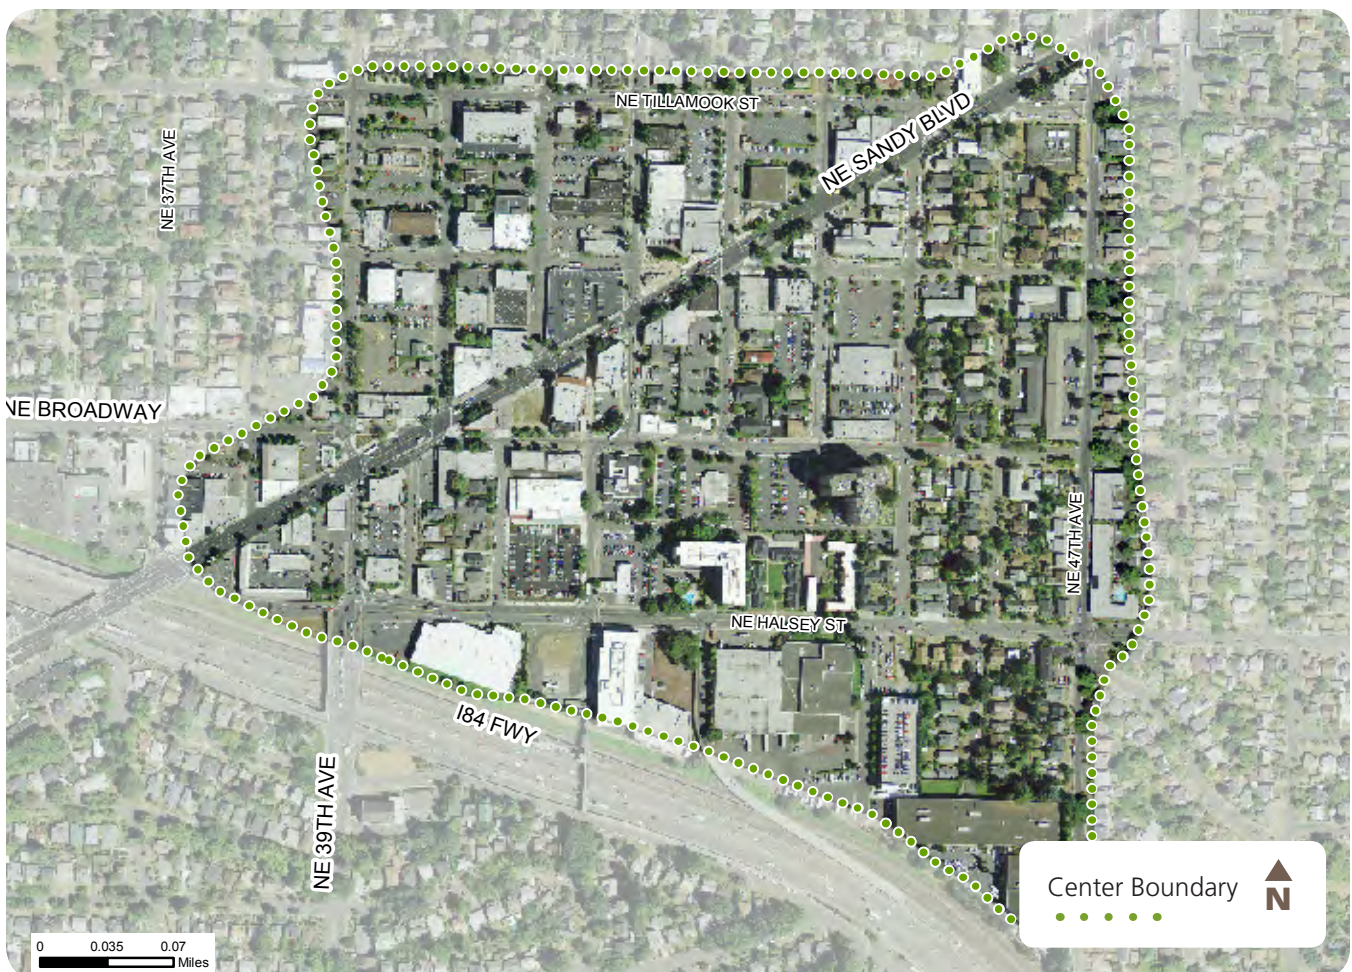 NE TILLAMOOK ST
NE SANDY BLVD
NE 37TH AVE
NE BROADWAY
NE 47TH AVE
NE HALSEY ST
I84 FWY
NE 39TH AVE
Center Boundary
N
0 0.035 0.07
Miles